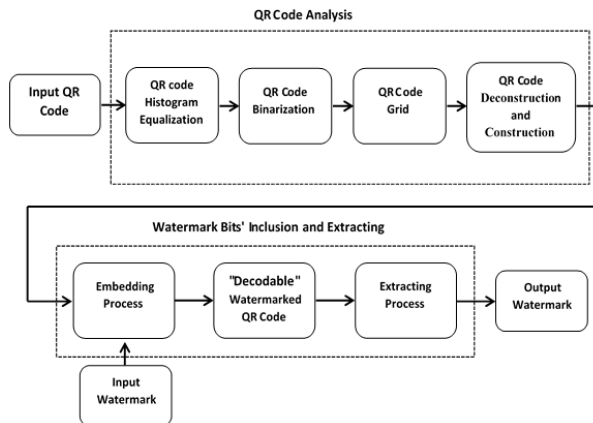 QR Code Analysis
Input QR
Code
QR code
Histogram
Equalization
QR Code
Binarization
QR Code
Grid
QR Code
Deconstruction
and
Construction
Watermark Bits' Inclusion and Extracting
Embedding
Process
"Decodable"
Watermarked
QR Code
Extracting
Process
Output
Watermark
Input
Watermark